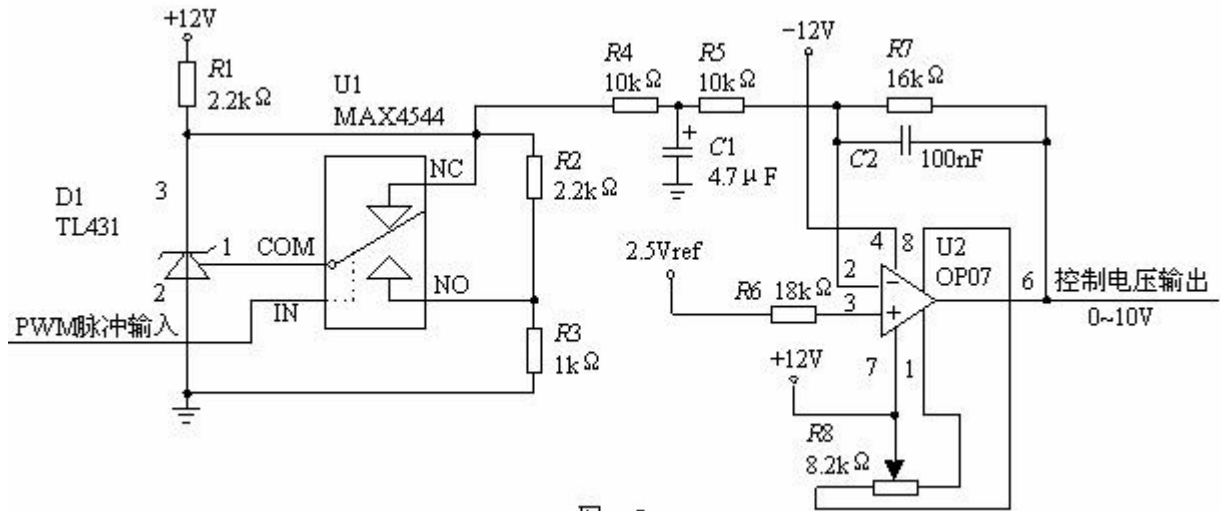 +12V
R1
2.2kΩ
U1
MAX4544
NC
R2
2.2kΩ
3
D1
TL431
1
COM
2
NO
IN
PWM脉冲输入
R3
1kΩ
R4
10kΩ
R5
10kΩ
+
C1
4.7μF
-12V
R7
16kΩ
C2
100nF
2.5Vref
R6 18kΩ
4
8
2
3
U2
OP07
6
控制电压输出
0~10V
+12V
7
1
R8
8.2kΩ